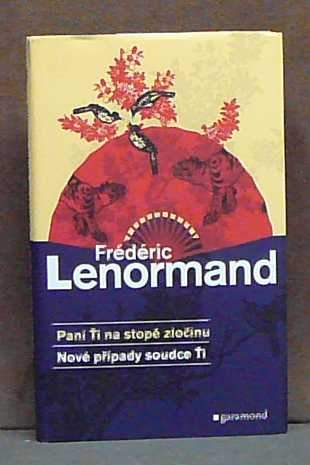 Frédéric
Lenormand
Paní Ťi na stopě zločinu
Nové případy soudce Ťi
garamond